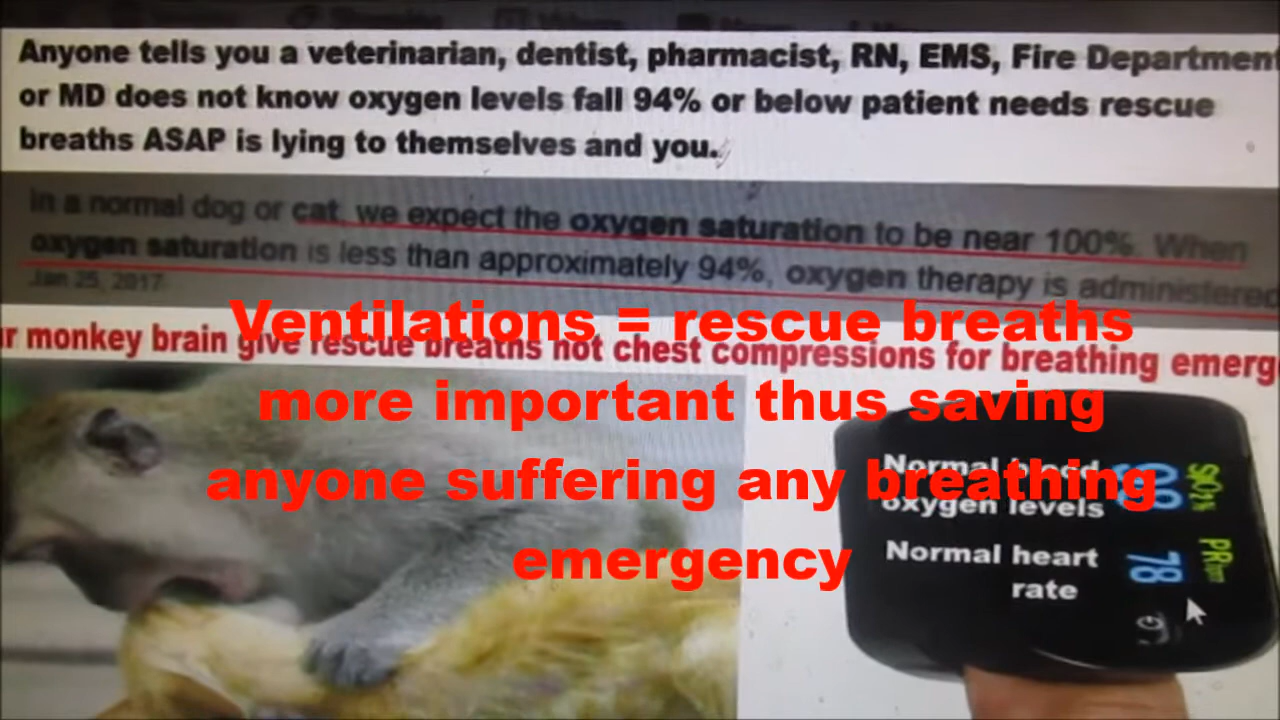 Anyone tells you a veterinarian, dentist, pharmacist, RN, EMS, Fire Department
or MD does not know oxygen levels fall 94% or below patient needs rescue
breaths ASAP is lying to themselves and you.
in a normal dog or cat, we expect the oxygen saturation to be near 100%. When
oxygen saturation is less than approximately 94%, oxygen therapy is administered
Jan 25, 2017
monkey brain give rescue breaths not chest compressions for breathing emerg
Ventilations = rescue breaths
more important thus saving
anyone suffering any breathing
emergency
Normal blood
oxygen levels
Normal heart
rate
SpO2%
PRbpm
78